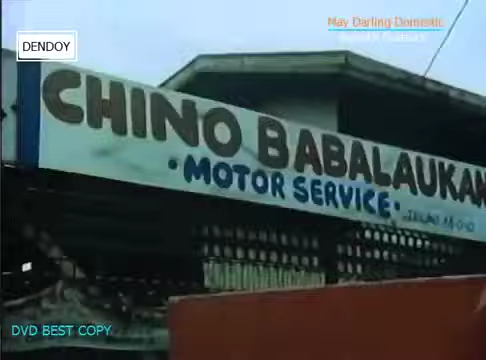 May Darling Domestic
DENDOY
CHINO BABALAUKAN
• MOTOR SERVICE •
DVD BEST COPY